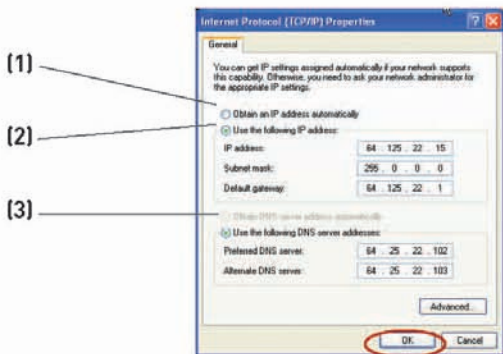 Internet Protocol (TCP/IP) Properties
General
You can get IP settings assigned automatically if your network supports
this capability. Otherwise, you need to ask your network administrator for
the appropriate IP settings.
(1)
Obtain an IP address automatically
(2)
Use the following IP address:
IP address: 64 . 125 . 22 . 15
Subnet mask: 255 . 0 . 0 . 0
Default gateway: 64 . 125 . 22 . 1
(3)
Obtain DNS server address automatically
Use the following DNS server addresses:
Preferred DNS server: 64 . 25 . 22 . 102
Alternate DNS server: 64 . 25 . 22 . 103
Advanced...
OK Cancel